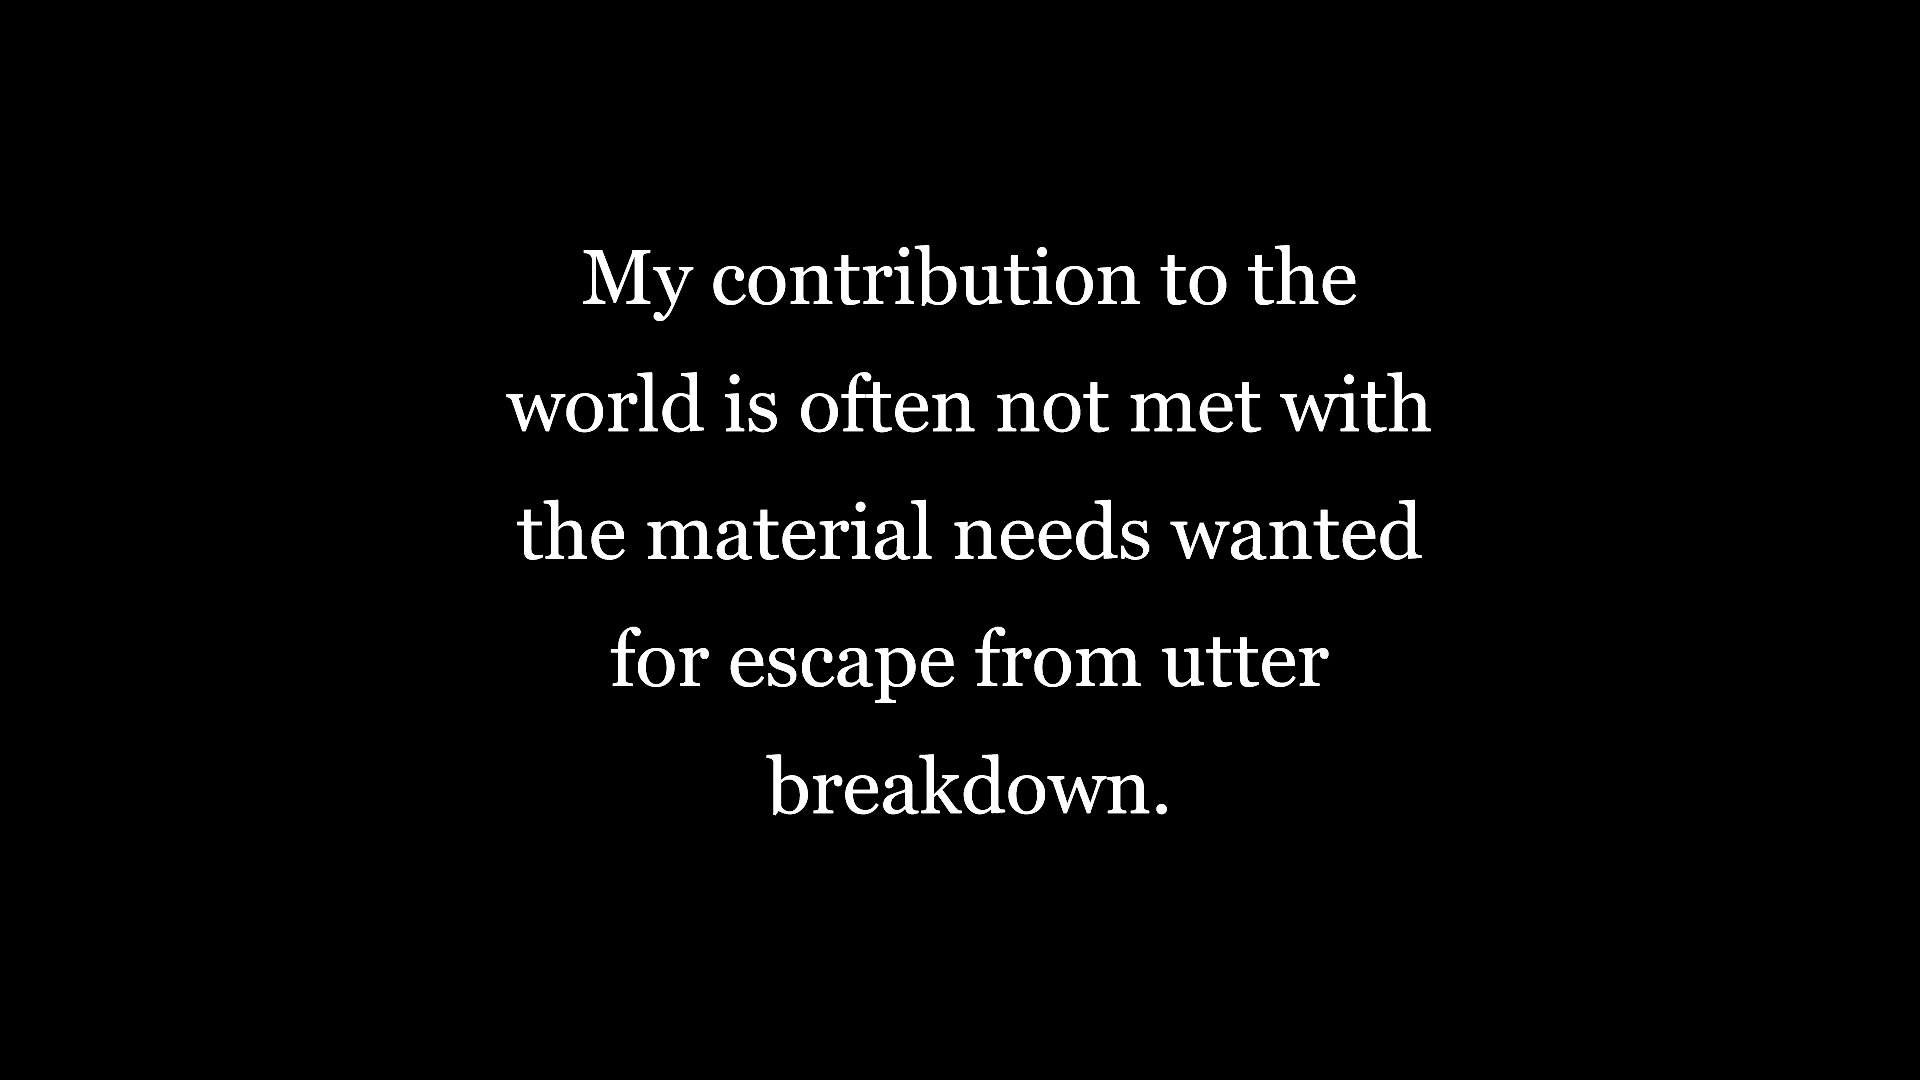 My contribution to the
world is often not met with
the material needs wanted
for escape from utter
breakdown.